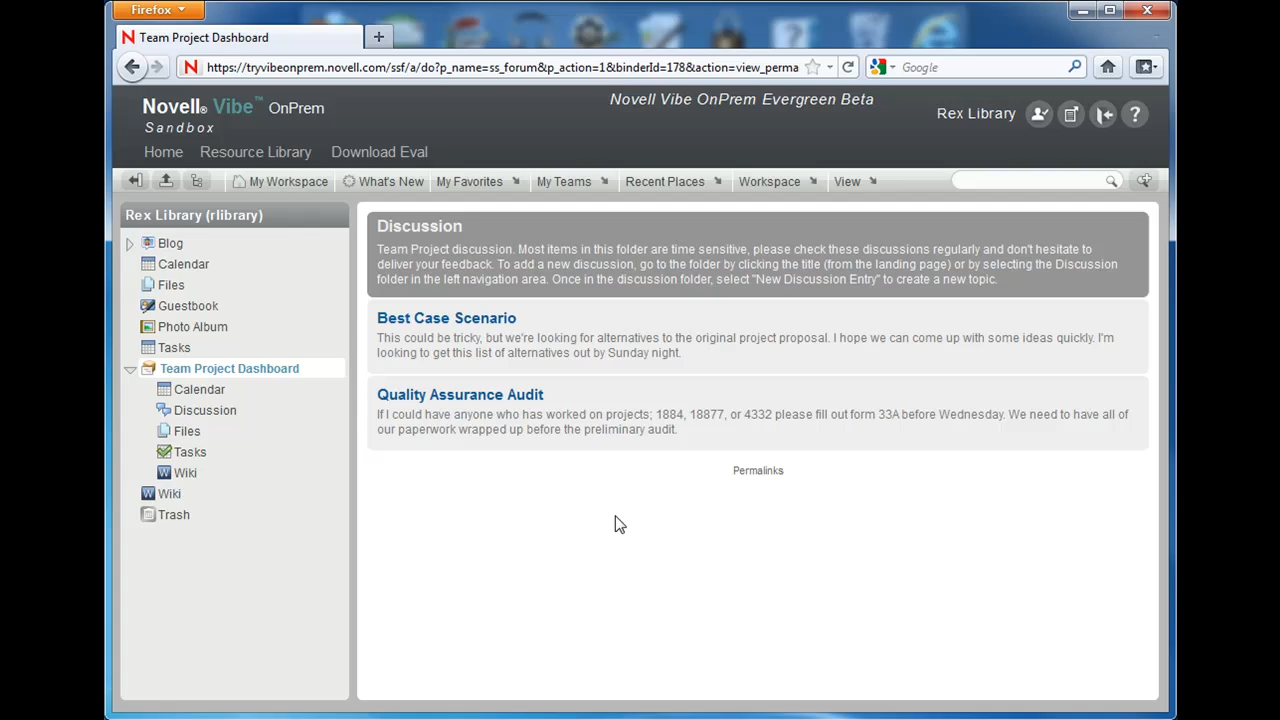 Firefox
Team Project Dashboard
https://tryvibeonprem.novell.com/ssf/a/do?p_name=ss_forum&p_action=1&binderId=178&action=view_perma
Google
Novell® Vibe™ OnPrem
Sandbox
Novell Vibe OnPrem Evergreen Beta
Rex Library
Home Resource Library Download Eval
My Workspace What's New My Favorites My Teams Recent Places Workspace View
Rex Library (rlibrary)
Blog
Calendar
Files
Guestbook
Photo Album
Tasks
Team Project Dashboard
Calendar
Discussion
Files
Tasks
Wiki
Wiki
Trash
Discussion
Team Project discussion. Most items in this folder are time sensitive, please check these discussions regularly and don't hesitate to
deliver your feedback. To add a new discussion, go to the folder by clicking the title (from the landing page) or by selecting the Discussion
folder in the left navigation area. Once in the discussion folder, select "New Discussion Entry" to create a new topic.
Best Case Scenario
This could be tricky, but we're looking for alternatives to the original project proposal. I hope we can come up with some ideas quickly. I'm
looking to get this list of alternatives out by Sunday night.
Quality Assurance Audit
If I could have anyone who has worked on projects; 1884, 18877, or 4332 please fill out form 33A before Wednesday. We need to have all of
our paperwork wrapped up before the preliminary audit.
Permalinks